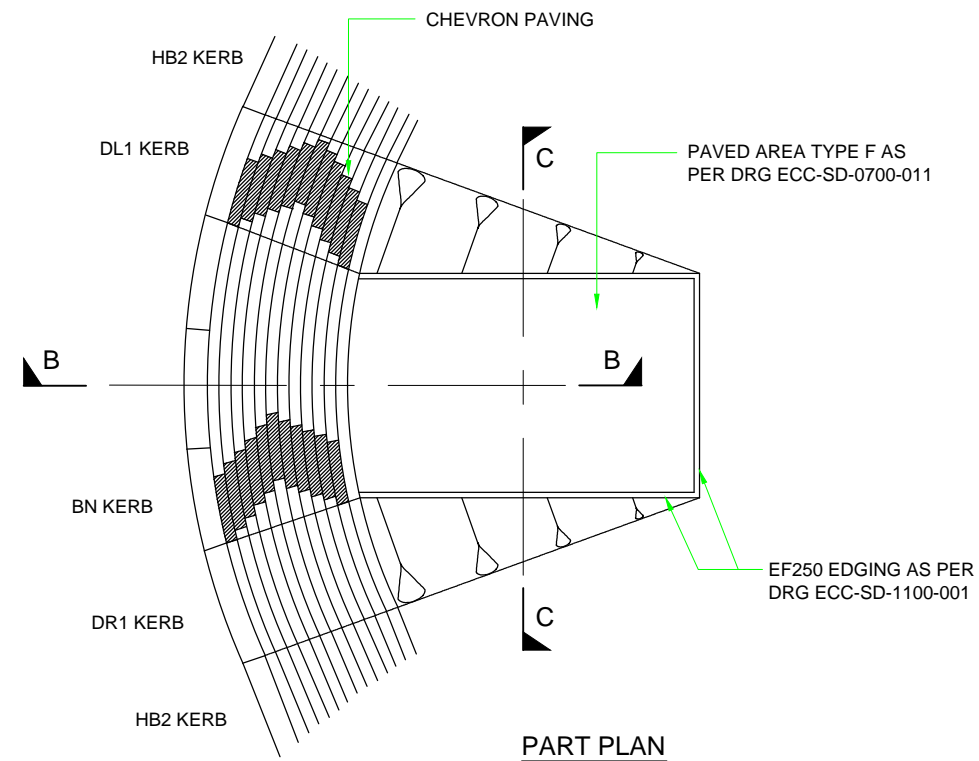 CHEVRON PAVING
HB2 KERB
DL1 KERB
C
PAVED AREA TYPE F AS
PER DRG ECC-SD-0700-011
B
B
BN KERB
EF250 EDGING AS PER
DRG ECC-SD-1100-001
C
DR1 KERB
HB2 KERB
PART PLAN